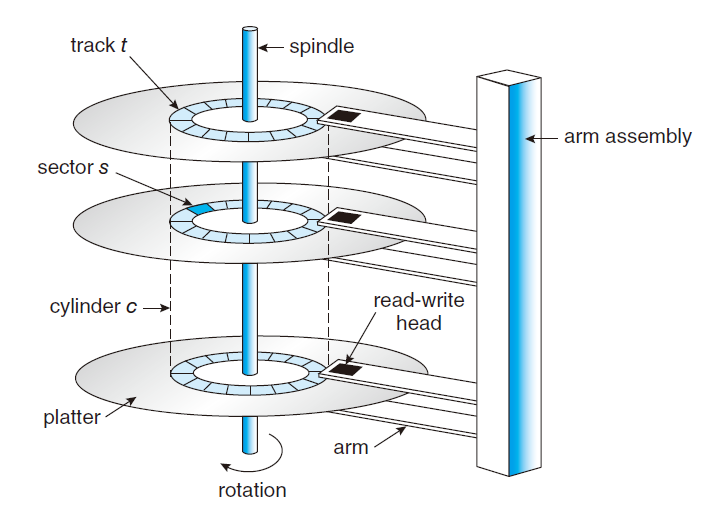 track t
spindle
arm assembly
sector s
cylinder c
read-write
head
platter
arm
rotation